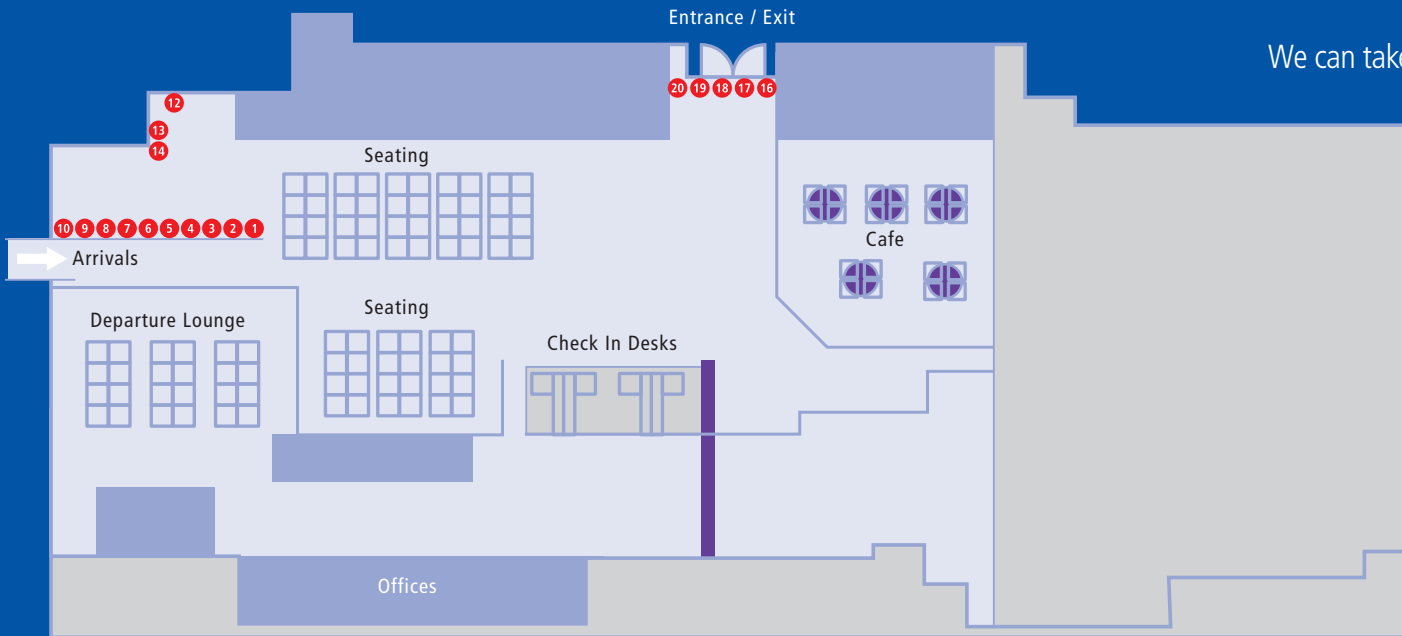 Entrance / Exit
We can take
20 19 18 17 16
12
13
14
Seating
10 9 8 7 6 5 4 3 2 1
Cafe
Arrivals
Seating
Departure Lounge
Check In Desks
Offices